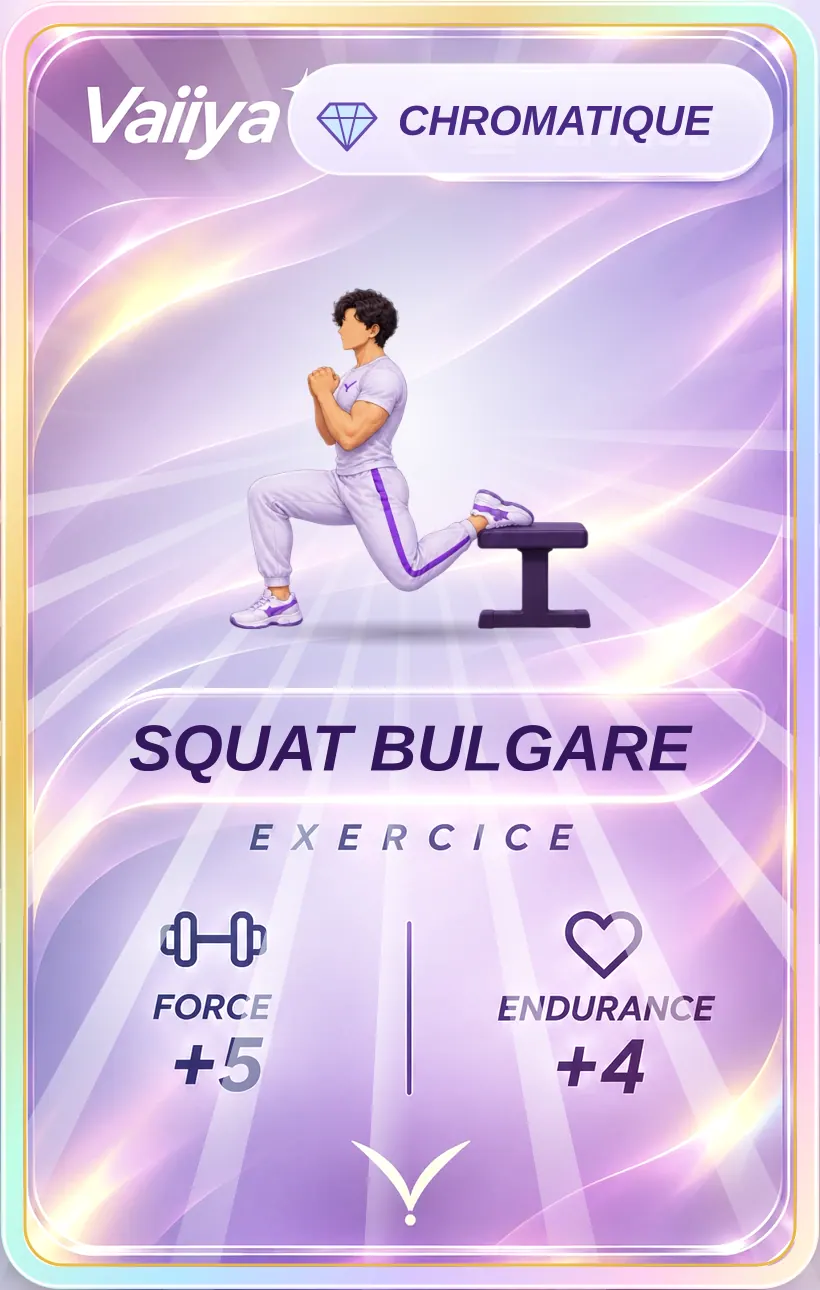 Vaiiya
CHROMATIQUE
SQUAT BULGARE
EXERCICE
FORCE
+5
ENDURANCE
+4